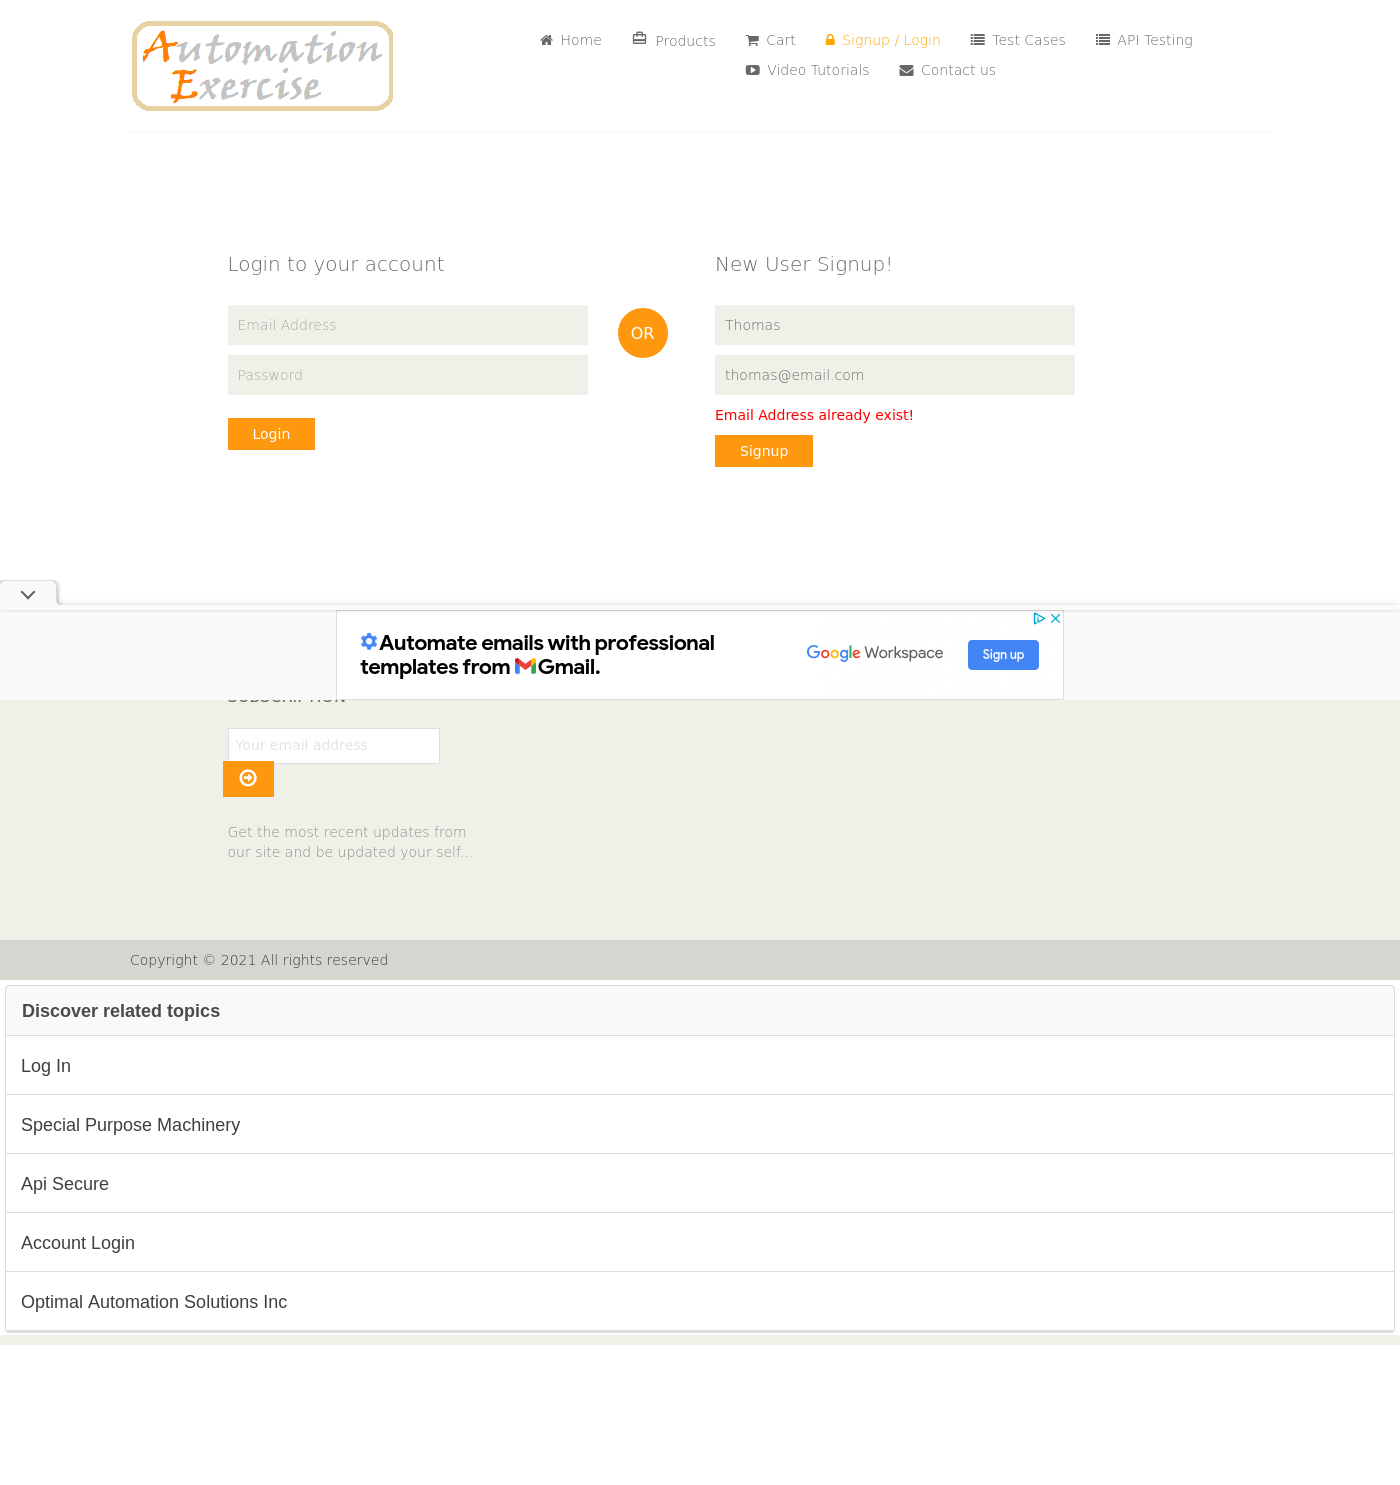 Automation
Exercise
Home
Products
Cart
Signup / Login
Test Cases
API Testing
Video Tutorials
Contact us
Login to your account
Email Address
Password
Login
OR
New User Signup!
Thomas
thomas@email.com
Email Address already exist!
Signup
Automate emails with professional
templates from Gmail.
Google Workspace
Sign up
SUBSCRIPTION
Your email address
Get the most recent updates from
our site and be updated your self...
Copyright © 2021 All rights reserved
Discover related topics
Log In
Special Purpose Machinery
Api Secure
Account Login
Optimal Automation Solutions Inc